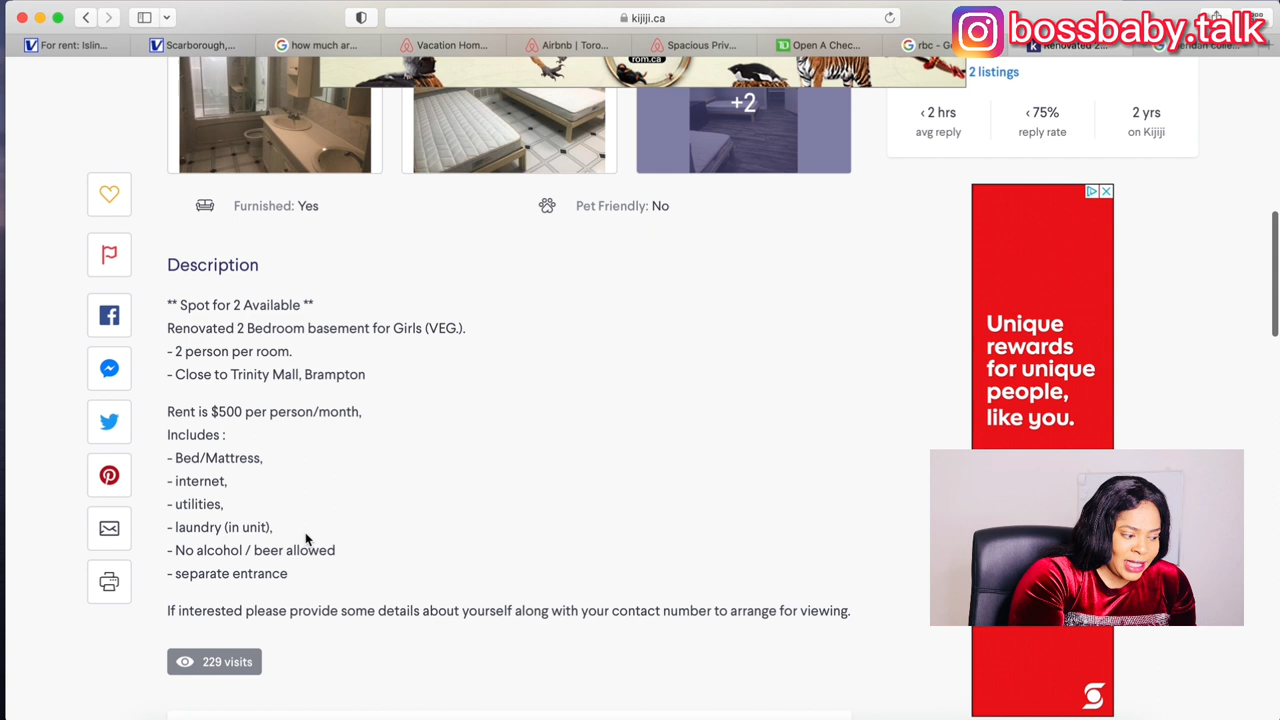 kijiji.ca
bossbaby.talk
For rent: Islin...
Scarborough,...
how much ar...
Vacation Hom...
Airbnb | Toro...
Spacious Priv...
Open A Chec...
rbc - G
Renovated 2...
rom.ca
2 listings
+2
< 2 hrs
< 75%
2 yrs
avg reply
reply rate
on Kijiji
Furnished: Yes
Pet Friendly: No
Description
** Spot for 2 Available **
Renovated 2 Bedroom basement for Girls (VEG.).
- 2 person per room.
- Close to Trinity Mall, Brampton
Rent is $500 per person/month,
Includes :
- Bed/Mattress,
- internet,
- utilities,
- laundry (in unit),
- No alcohol / beer allowed
- separate entrance
If interested please provide some details about yourself along with your contact number to arrange for viewing.
229 visits
Unique
rewards
for unique
people,
like you.